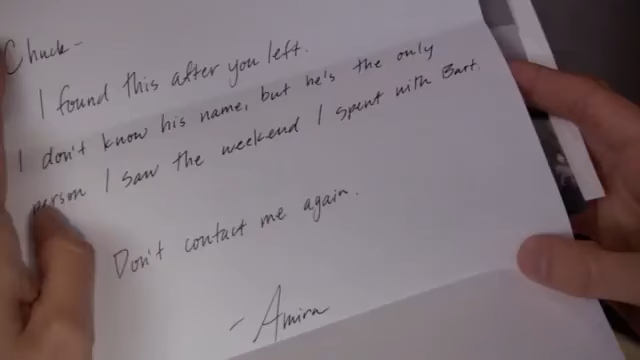 Chuck-
I found this after you left.
I don't know his name, but he's the only
person I saw the weekend I spent with Bart.
Don't contact me again.
- Amira